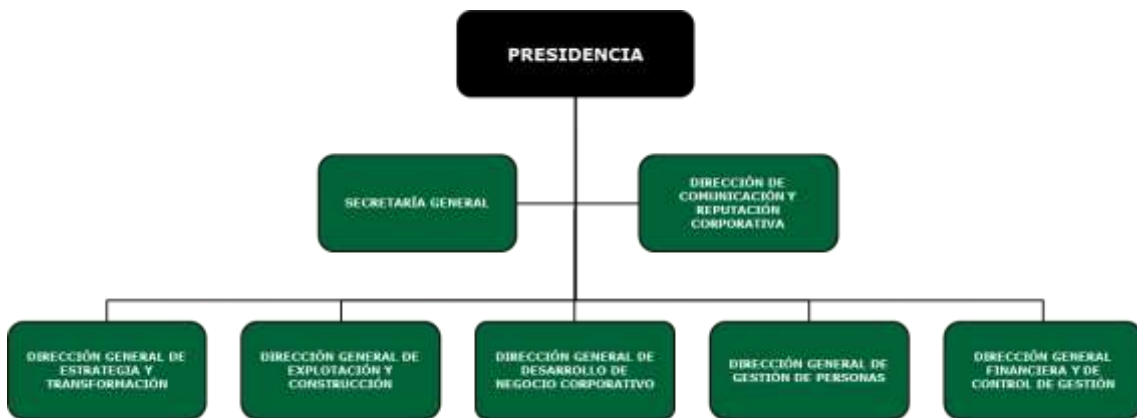 PRESIDENCIA
SECRETARÍA GENERAL
DIRECCIÓN DE
COMUNICACIÓN Y
REPUTACIÓN
CORPORATIVA
DIRECCIÓN GENERAL DE
ESTRATEGIA Y
TRANSFORMACIÓN
DIRECCIÓN GENERAL DE
EXPLOTACIÓN Y
CONSTRUCCIÓN
DIRECCIÓN GENERAL DE
DESARROLLO DE
NEGOCIO CORPORATIVO
DIRECCIÓN GENERAL DE
GESTIÓN DE PERSONAS
DIRECCIÓN GENERAL
FINANCIERA Y DE
CONTROL DE GESTIÓN